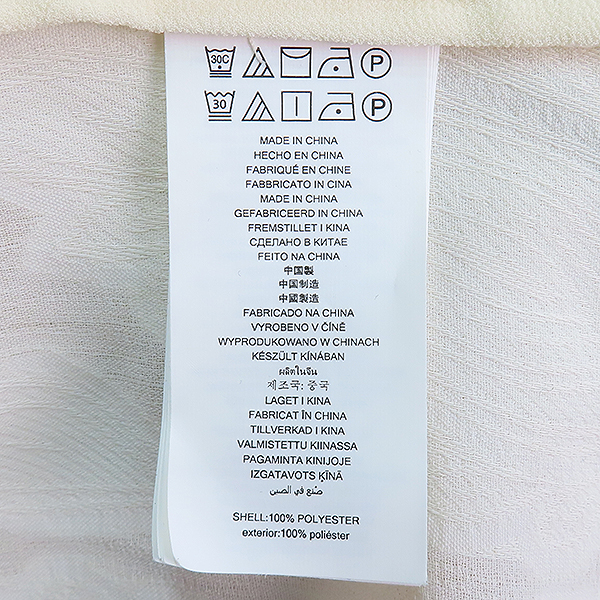 30C P
30 P
MADE IN CHINA
HECHO EN CHINA
FABRIQUÉ EN CHINE
FABBRICATO IN CINA
MADE IN CHINA
GEFABRICEERD IN CHINA
FREMSTILLET I KINA
СДЕЛАНО В КИТАЕ
FEITO NA CHINA
中国製
中国制造
中國製造
FABRICADO NA CHINA
VYROBENO V ČÍNĚ
WYPRODUKOWANO W CHINACH
KÉSZÜLT KÍNÁBAN
ผลิตในจีน
제조국: 중국
LAGET I KINA
FABRICAT ÎN CHINA
TILLVERKAD I KINA
VALMISTETTU KIINASSA
PAGAMINTA KINIJOJE
IZGATAVOTS ĶĪNĀ
صنع في الصين
SHELL:100% POLYESTER
exterior:100% poliéster